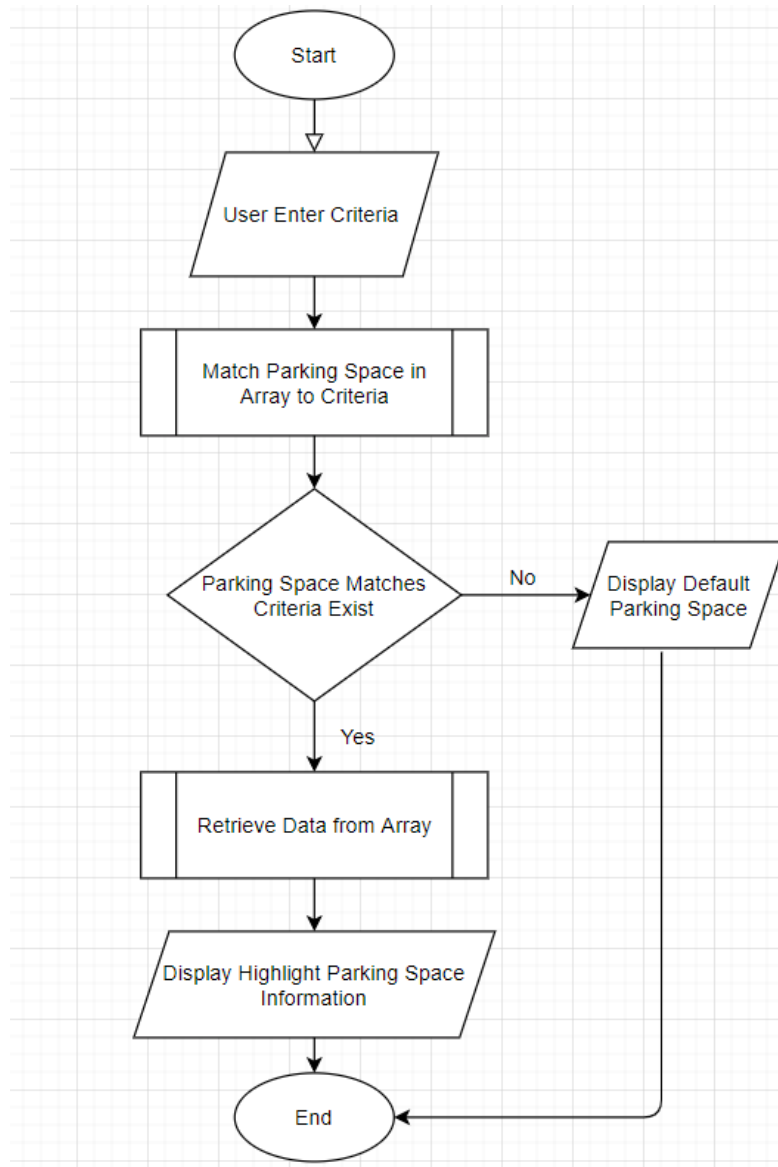 Start
User Enter Criteria
Match Parking Space in
Array to Criteria
Parking Space Matches
Criteria Exist
No
Display Default
Parking Space
Yes
Retrieve Data from Array
Display Highlight Parking Space
Information
End